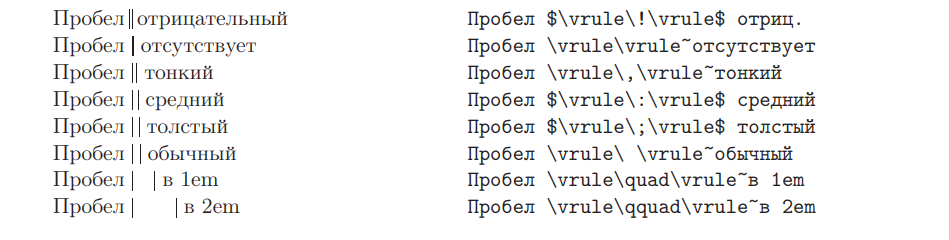 Пробел ||отрицательный Пробел $\vrule\!\vrule$ отриц.
Пробел | отсутствует Пробел \vrule\vrule~отсутствует
Пробел || тонкий Пробел \vrule\,\vrule~тонкий
Пробел || средний Пробел $\vrule\:\vrule$ средний
Пробел || толстый Пробел $\vrule\;\vrule$ толстый
Пробел || обычный Пробел \vrule\ \vrule~обычный
Пробел | | в 1em Пробел \vrule\quad\vrule~в 1em
Пробел | | в 2em Пробел \vrule\qquad\vrule~в 2em